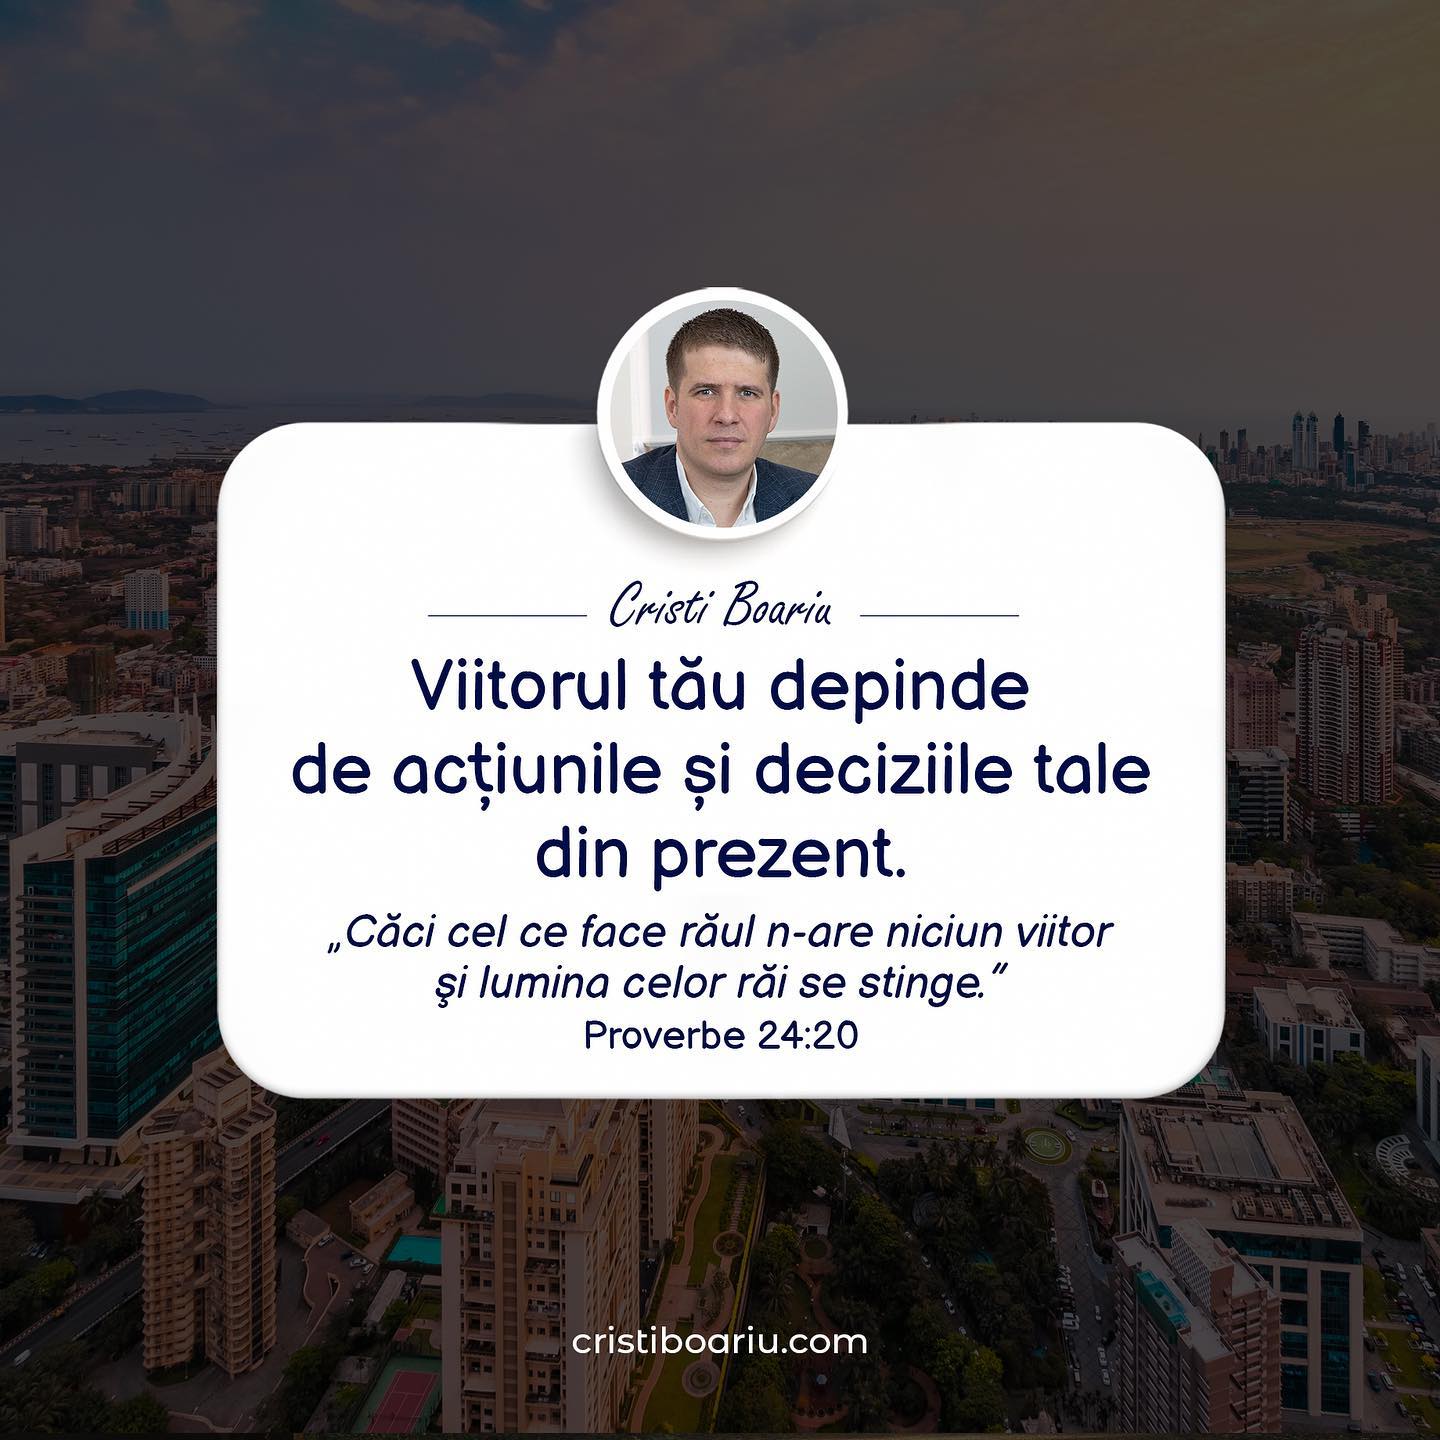 Cristi Boariu
Viitorul tău depinde
de acțiunile și deciziile tale
din prezent.
„Căci cel ce face răul n-are niciun viitor
şi lumina celor răi se stinge.”
Proverbe 24:20
cristiboariu.com